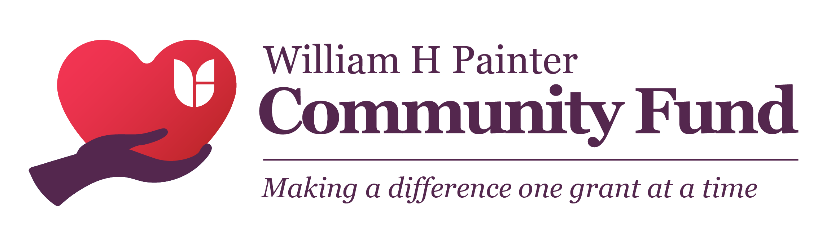 William H Painter
Community Fund
Making a difference one grant at a time